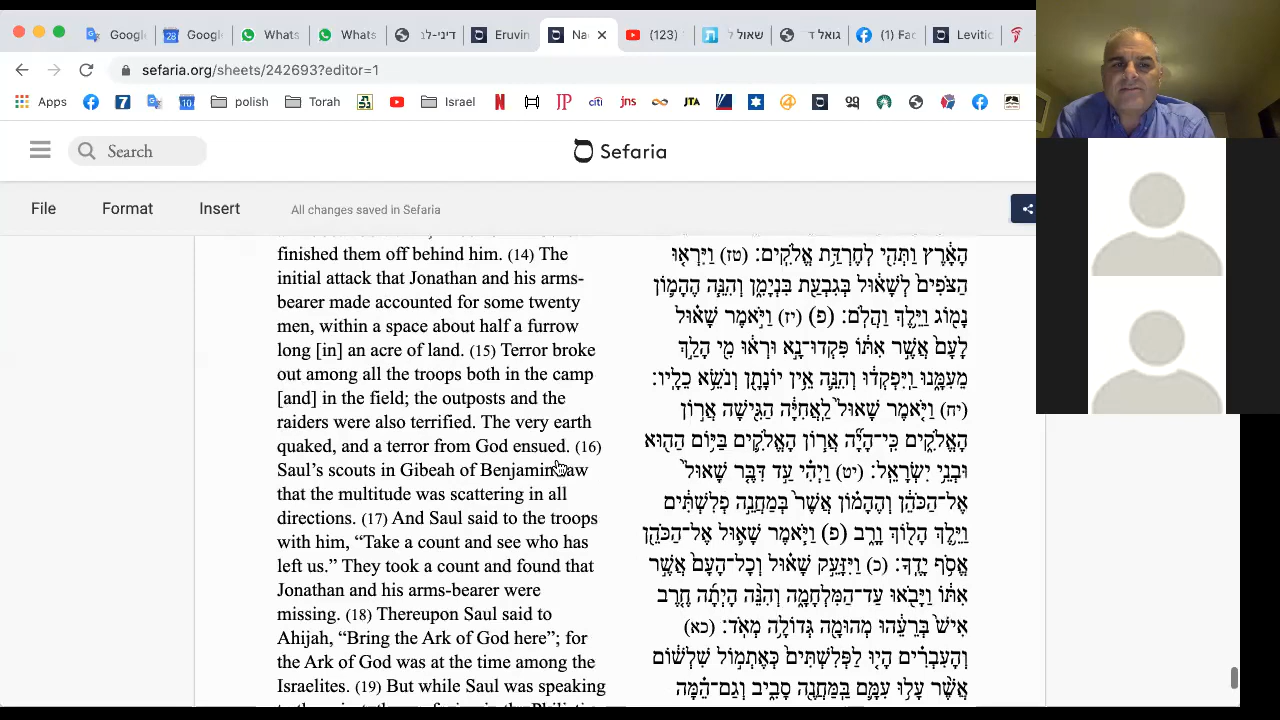 Googl
Googl
Whats
Whats
דיני-לנ
Eruvin
Na
(123)
שאול ל
גואל ד
(1) Fac
Leviti
sefaria.org/sheets/242693?editor=1
Apps
7
10
polish
Torah
Israel
N
JP
citi
jns
JTA
Search
Sefaria
File
Format
Insert
All changes saved in Sefaria
finished them off behind him. (14) The
initial attack that Jonathan and his arms-
bearer made accounted for some twenty
men, within a space about half a furrow
long [in] an acre of land. (15) Terror broke
out among all the troops both in the camp
[and] in the field; the outposts and the
raiders were also terrified. The very earth
quaked, and a terror from God ensued. (16)
Saul's scouts in Gibeah of Benjamin saw
that the multitude was scattering in all
directions. (17) And Saul said to the troops
with him, “Take a count and see who has
left us.” They took a count and found that
Jonathan and his arms-bearer were
missing. (18) Thereupon Saul said to
Ahijah, “Bring the Ark of God here”; for
the Ark of God was at the time among the
Israelites. (19) But while Saul was speaking
הָאָ֔רֶץ וַתְּהִ֖י לְחֶרְדַּ֥ת אֱלֹקִֽים׃ (טז) וַיִּרְא֤וּ
הַצֹּפִים֙ לְשָׁא֔וּל בְּגִבְעַ֖ת בִּנְיָמִ֑ן וְהִנֵּ֧ה הֶהָמ֛וֹן
נָמ֖וֹג וַיֵּ֥לֶךְ וַהֲלֹֽם׃ (פ) (יז) וַיֹּ֣אמֶר שָׁא֗וּל
לָעָם֙ אֲשֶׁ֣ר אִתּ֔וֹ פִּקְדוּ־נָ֣א וּרְא֔וּ מִ֖י הָלַ֣ךְ
מֵעִמָּ֑נוּ וַֽיִּפְקְד֔וּ וְהִנֵּ֛ה אֵ֥ין יוֹנָתָ֖ן וְנֹשֵׂ֥א כֵלָֽיו׃
(יח) וַיֹּ֤אמֶר שָׁאוּל֙ לַֽאֲחִיָּ֔ה הַגִּ֖ישָׁה אֲר֣וֹן
הָאֱלֹקִ֑ים כִּֽי־הָיָ֞ה אֲר֧וֹן הָאֱלֹקִ֛ים בַּיּ֥וֹם הַה֖וּא
וּבְנֵ֥י יִשְׂרָאֵֽל׃ (יט) וַיְהִ֗י עַ֣ד דִּבֶּ֤ר שָׁאוּל֙
אֶל־הַכֹּהֵ֔ן וְהֶהָמ֗וֹן אֲשֶׁר֙ בְּמַחֲנֵ֣ה פְלִשְׁתִּ֔ים
וַיֵּ֥לֶךְ הָל֖וֹךְ וָרָ֑ב (פ) וַיֹּ֧אמֶר שָׁא֛וּל אֶל־הַכֹּהֵ֖ן
אֱסֹ֥ף יָדֶֽךָ׃ (כ) וַיִּזָּעֵ֣ק שָׁא֗וּל וְכָל־הָעָם֙ אֲשֶׁ֣ר
אִתּ֔וֹ וַיָּבֹ֖אוּ עַד־הַמִּלְחָמָ֑ה וְהִנֵּ֨ה הָיְתָ֜ה חֶ֤רֶב
אִישׁ֙ בְּרֵעֵ֔הוּ מְהוּמָ֖ה גְּדוֹלָ֥ה מְאֹֽד׃ (כא)
וְהָעִבְרִ֗ים הָי֤וּ לַפְּלִשְׁתִּים֙ כְּאֶתְמ֣וֹל שִׁלְשׁ֔וֹם
אֲשֶׁ֨ר עָל֥וּ עִמָּ֛ם בַּֽמַּחֲנֶ֖ה סָבִ֑יב וְגַם־הֵ֗מָּה